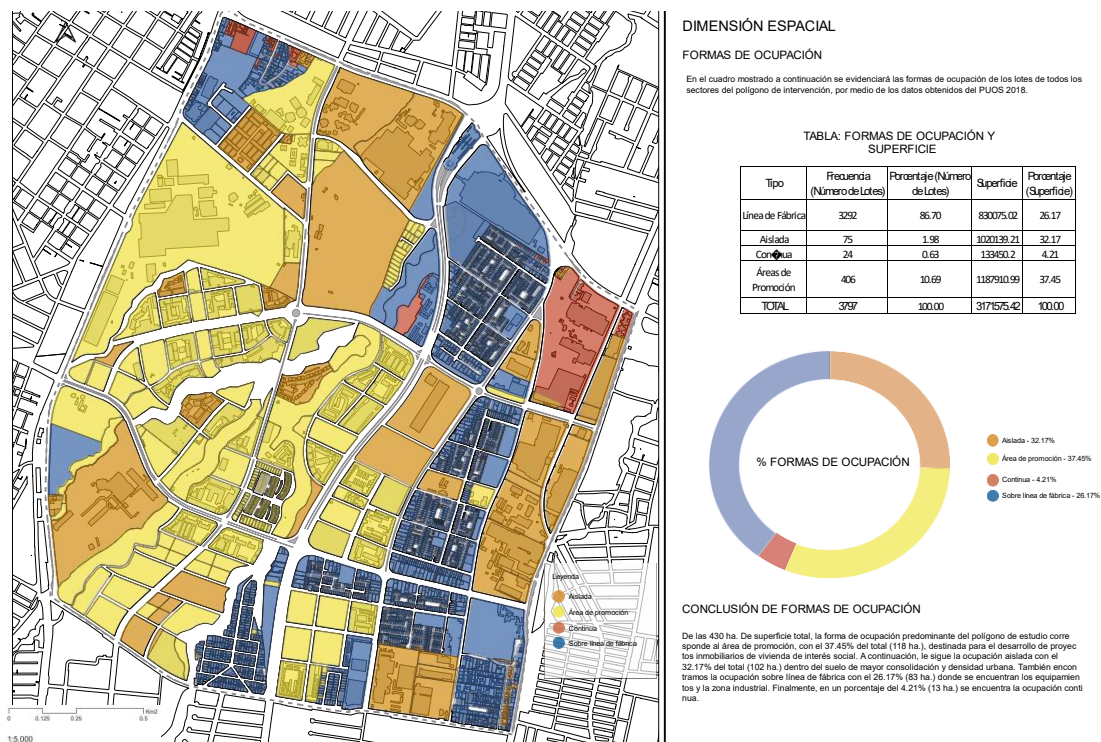 DIMENSIÓN ESPACIAL
FORMAS DE OCUPACIÓN
En el cuadro mostrado a continuación se evidenciará las formas de ocupación de los lotes de todos los
sectores del polígono de intervención, por medio de los datos obtenidos del PUOS 2018.
TABLA: FORMAS DE OCUPACIÓN Y
SUPERFICIE
Tipo Frecuencia (Número de Lotes) Porcentaje (Número de Lotes) Superficie Porcentaje (Superficie)
Línea de Fábrica 3292 86.70 830075.02 26.17
Aislada 75 1.98 1020139.21 32.17
Con�nua 24 0.63 133450.2 4.21
Áreas de Promoción 406 10.69 1187910.99 37.45
TOTAL 3797 100.00 3171575.42 100.00
% FORMAS DE OCUPACIÓN
Aislada - 32.17%
Área de promoción - 37.45%
Continua - 4.21%
Sobre línea de fábrica - 26.17%
CONCLUSIÓN DE FORMAS DE OCUPACIÓN
De las 430 ha. De superficie total, la forma de ocupación predominante del polígono de estudio corre
sponde al área de promoción, con el 37.45% del total (118 ha.), destinada para el desarrollo de proyec
tos inmobiliarios de vivienda de interés social. A continuación, le sigue la ocupación aislada con el
32.17% del total (102 ha.) dentro del suelo de mayor consolidación y densidad urbana. También encon
tramos la ocupación sobre línea de fábrica con el 26.17% (83 ha.) donde se encuentran los equipamien
tos y la zona industrial. Finalmente, en un porcentaje del 4.21% (13 ha.) se encuentra la ocupación conti
nua.
Leyenda
Aislada
Área de promoción
Continua
Sobre línea de fábrica
Km2
0 0.125 0.25 0.5
1:5.000